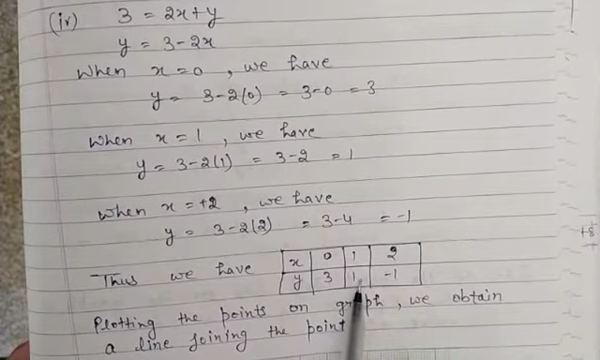 (iv) 3 = 2x+y
y = 3-2x
When x=0, we have
y = 3-2(0) = 3-0 = 3
When x=1, we have
y = 3-2(1) = 3-2 = 1
when x=+2, we have
y = 3-2(2) = 3-4 = -1
Thus we have
x 0 1 2
y 3 1 -1
Plotting the points on graph, we obtain
a line joining the point